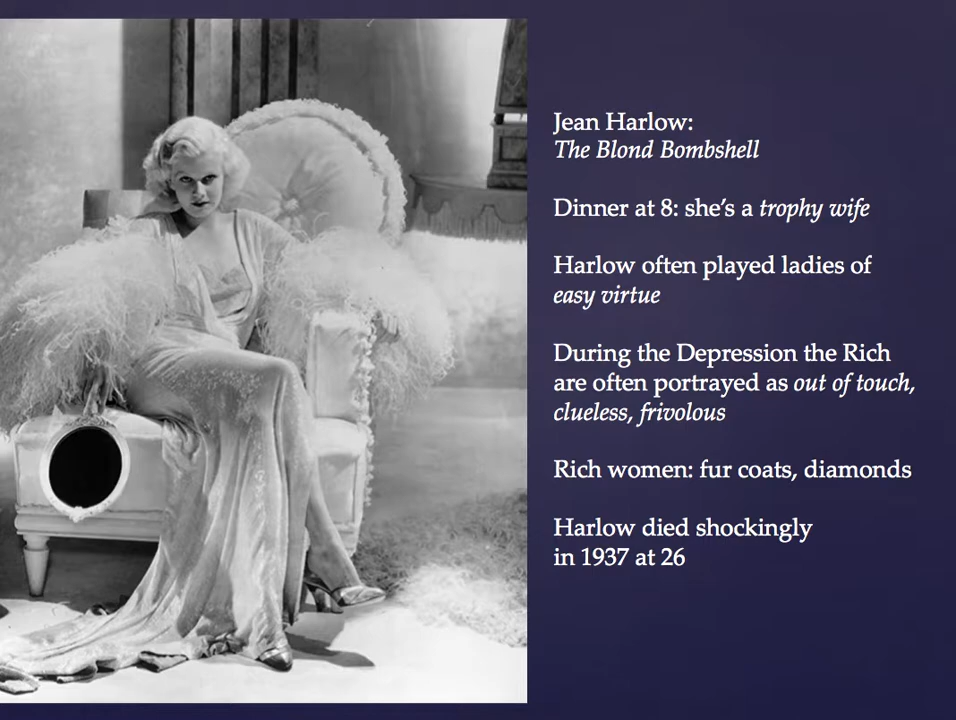 Jean Harlow:
The Blond Bombshell
Dinner at 8: she’s a trophy wife
Harlow often played ladies of
easy virtue
During the Depression the Rich
are often portrayed as out of touch,
clueless, frivolous
Rich women: fur coats, diamonds
Harlow died shockingly
in 1937 at 26